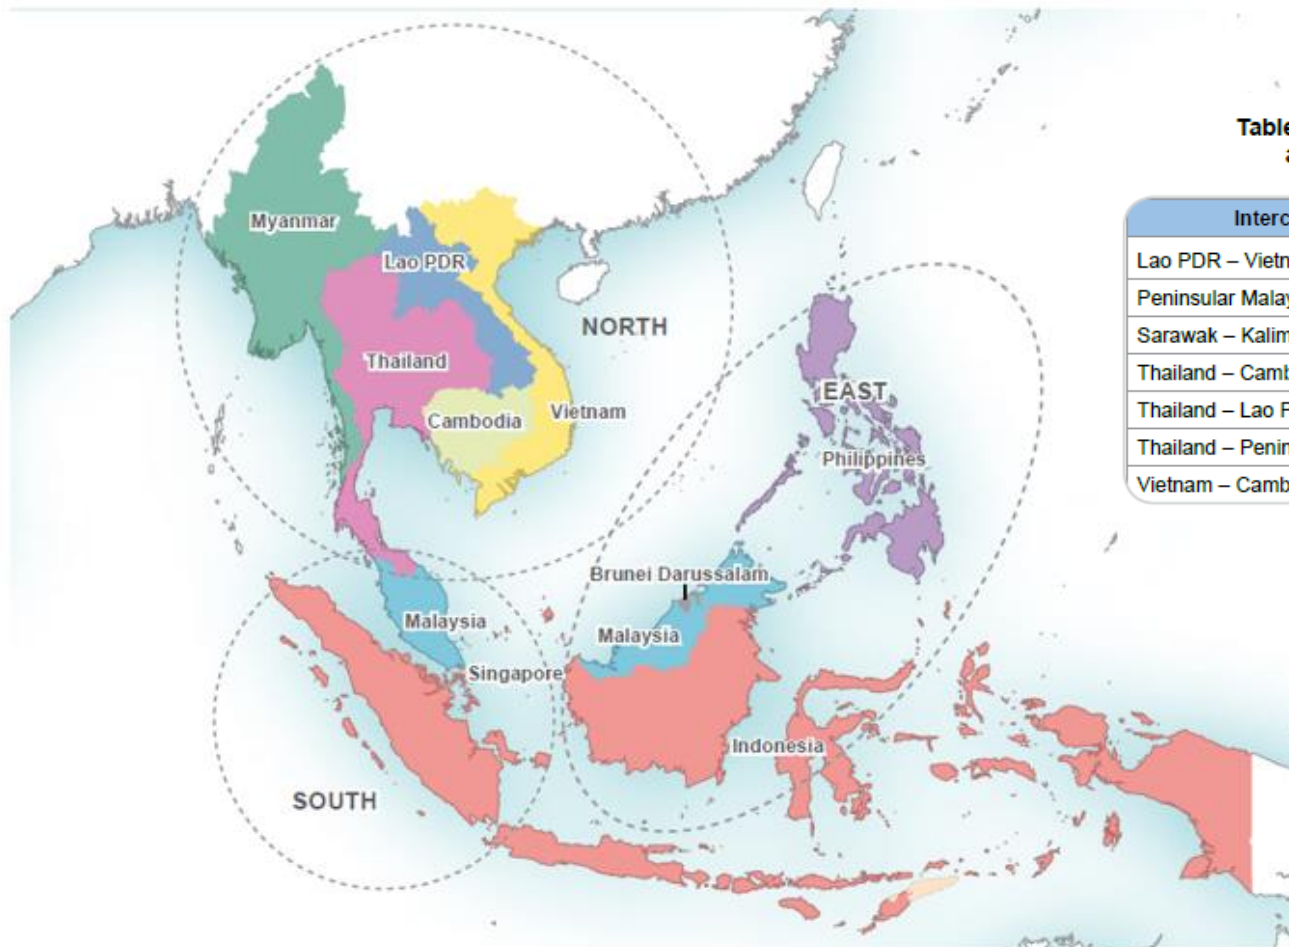 Myanmar
Lao PDR
NORTH
Thailand
Cambodia
Vietnam
EAST
Philippines
Brunei Darussalam
Malaysia
Malaysia
Singapore
Indonesia
SOUTH
Table
a
Interc
Lao PDR – Vietn
Peninsular Malay
Sarawak – Kalim
Thailand – Camb
Thailand – Lao P
Thailand – Penin
Vietnam – Camb